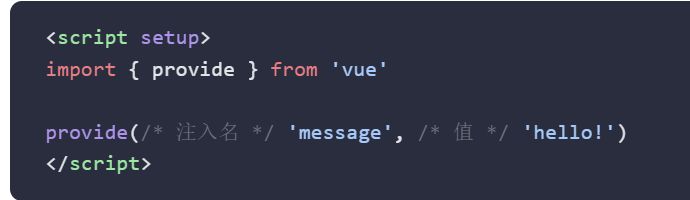 <script setup>
import { provide } from 'vue'
provide(/* 注入名 */ 'message', /* 值 */ 'hello!')
</script>